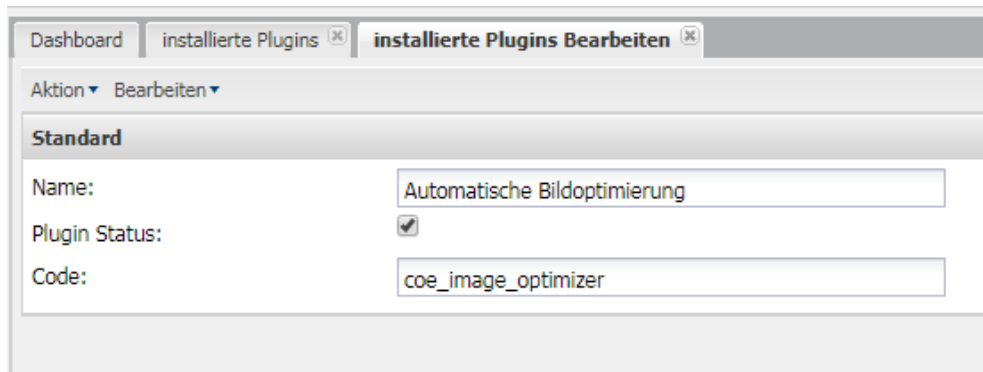 Dashboard installierte Plugins installierte Plugins Bearbeiten
Aktion Bearbeiten
Standard
Name: Automatische Bildoptimierung
Plugin Status:
Code: coe_image_optimizer